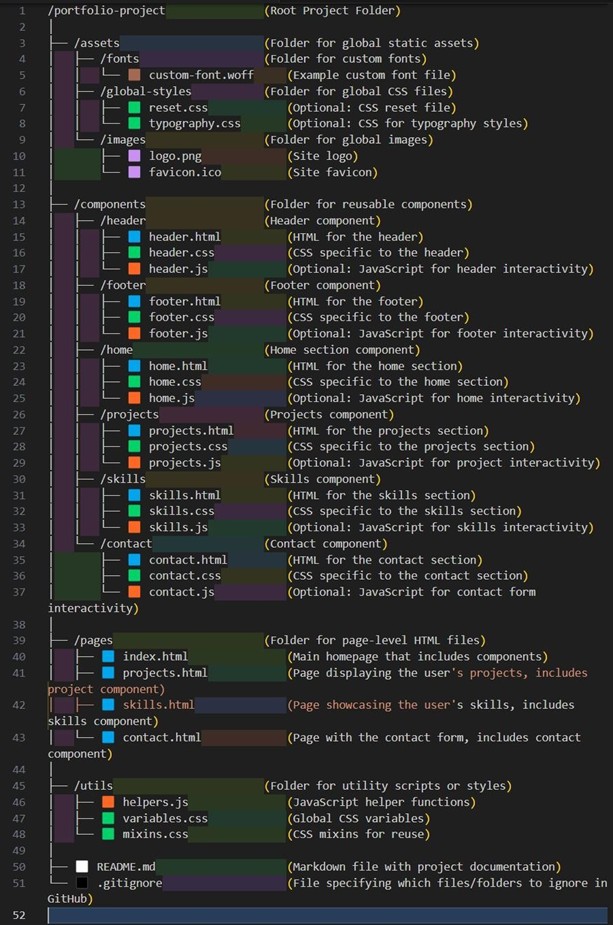 1 /portfolio-project (Root Project Folder)
2 │
3 ├── /assets (Folder for global static assets)
4 │ ├── /fonts (Folder for custom fonts)
5 │ │ └── custom-font.woff (Example custom font file)
6 │ ├── /global-styles (Folder for global CSS files)
7 │ │ ├── reset.css (Optional: CSS reset file)
8 │ │ └── typography.css (Optional: CSS for typography styles)
9 │ └── /images (Folder for global images)
10 │ ├── logo.png (Site logo)
11 │ └── favicon.ico (Site favicon)
12 │
13 ├── /components (Folder for reusable components)
14 │ ├── /header (Header component)
15 │ │ ├── header.html (HTML for the header)
16 │ │ ├── header.css (CSS specific to the header)
17 │ │ └── header.js (Optional: JavaScript for header interactivity)
18 │ ├── /footer (Footer component)
19 │ │ ├── footer.html (HTML for the footer)
20 │ │ ├── footer.css (CSS specific to the footer)
21 │ │ └── footer.js (Optional: JavaScript for footer interactivity)
22 │ ├── /home (Home section component)
23 │ │ ├── home.html (HTML for the home section)
24 │ │ ├── home.css (CSS specific to the home section)
25 │ │ └── home.js (Optional: JavaScript for home interactivity)
26 │ ├── /projects (Projects component)
27 │ │ ├── projects.html (HTML for the projects section)
28 │ │ ├── projects.css (CSS specific to the projects section)
29 │ │ └── projects.js (Optional: JavaScript for project interactivity)
30 │ ├── /skills (Skills component)
31 │ │ ├── skills.html (HTML for the skills section)
32 │ │ ├── skills.css (CSS specific to the skills section)
33 │ │ └── skills.js (Optional: JavaScript for skills interactivity)
34 │ └── /contact (Contact component)
35 │ ├── contact.html (HTML for the contact section)
36 │ ├── contact.css (CSS specific to the contact section)
37 │ └── contact.js (Optional: JavaScript for contact form
interactivity)
38 │
39 ├── /pages (Folder for page-level HTML files)
40 │ ├── index.html (Main homepage that includes components)
41 │ ├── projects.html (Page displaying the user's projects, includes
project component)
42 │ ├── skills.html (Page showcasing the user's skills, includes
skills component)
43 │ └── contact.html (Page with the contact form, includes contact
component)
44 │
45 ├── /utils (Folder for utility scripts or styles)
46 │ ├── helpers.js (JavaScript helper functions)
47 │ ├── variables.css (Global CSS variables)
48 │ └── mixins.css (CSS mixins for reuse)
49 │
50 ├── README.md (Markdown file with project documentation)
51 └── .gitignore (File specifying which files/folders to ignore in
GitHub)
52